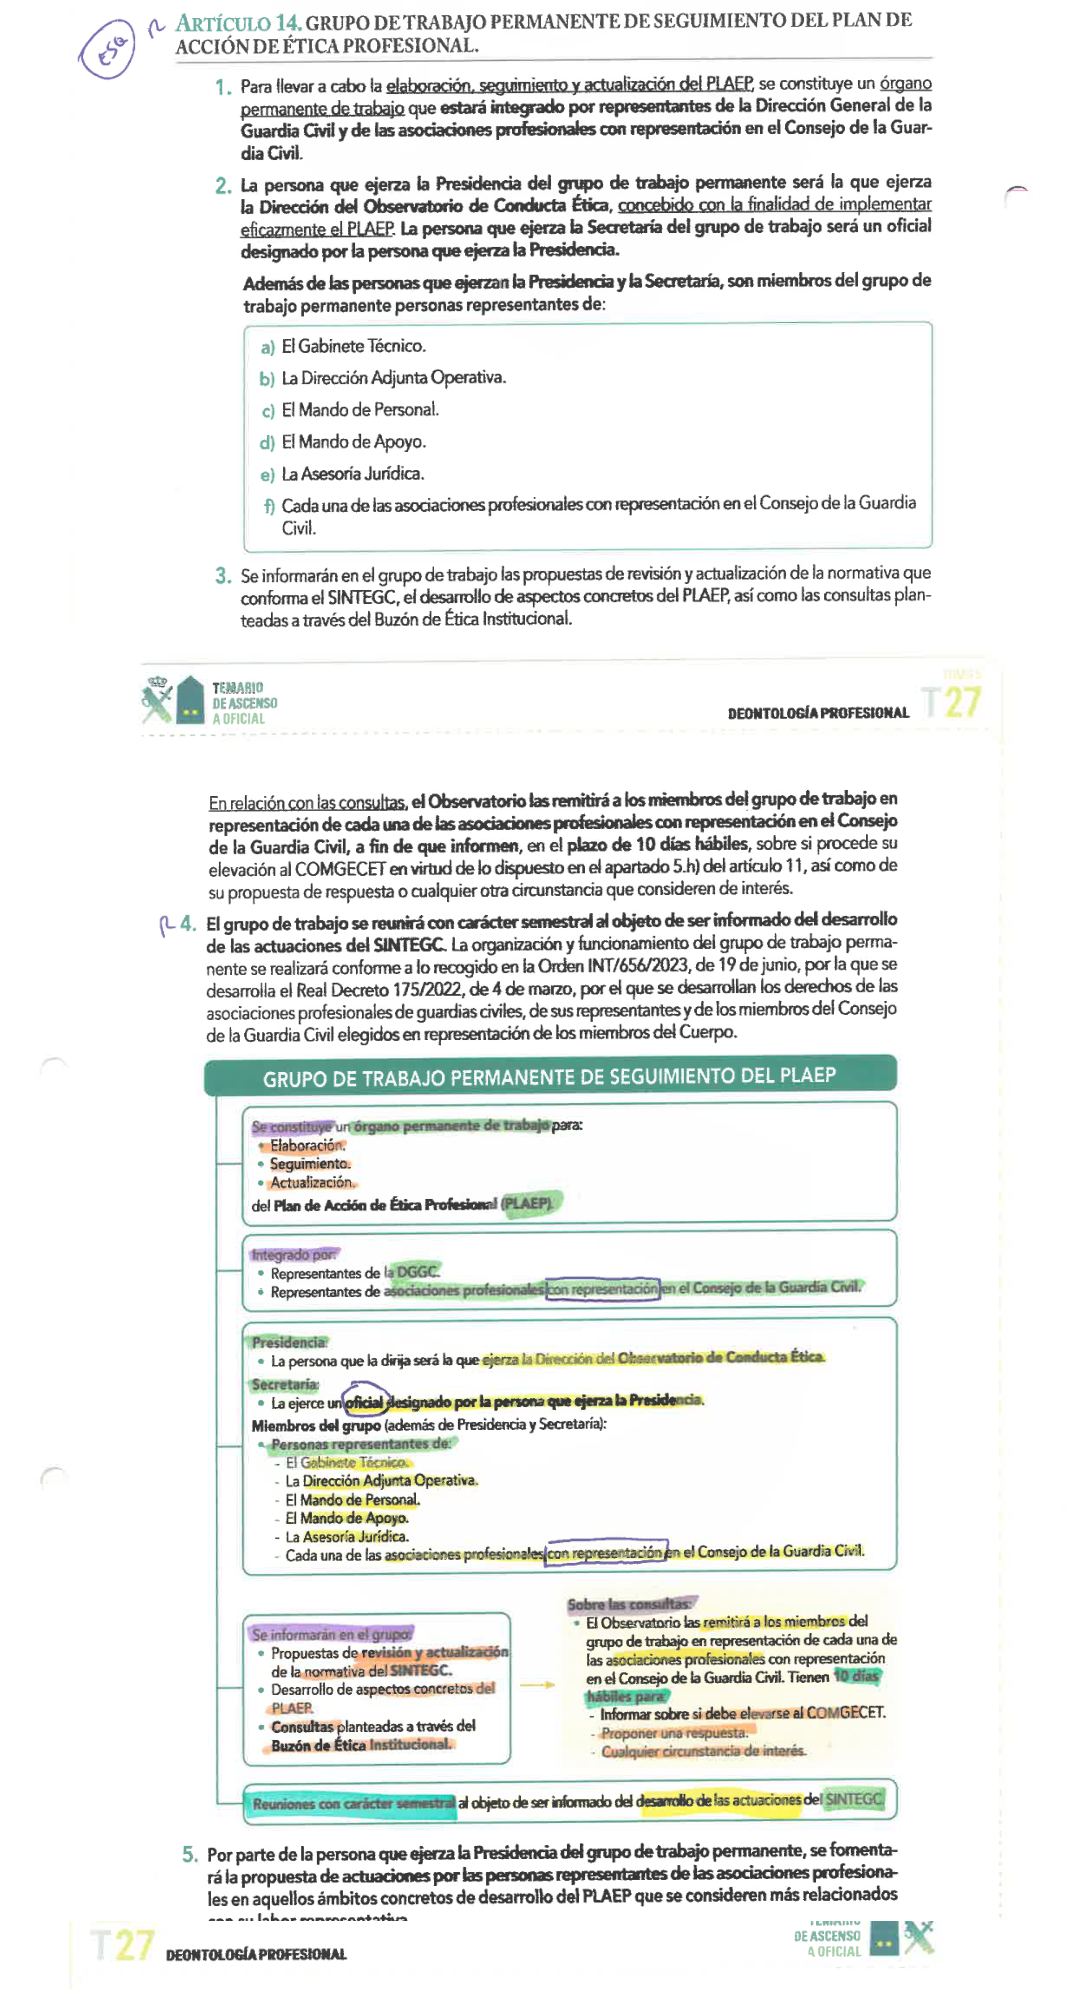 ESQ
ARTÍCULO 14. GRUPO DE TRABAJO PERMANENTE DE SEGUIMIENTO DEL PLAN DE
ACCIÓN DE ÉTICA PROFESIONAL.
1. Para llevar a cabo la elaboración, seguimiento y actualización del PLAEP, se constituye un órgano
permanente de trabajo que estará integrado por representantes de la Dirección General de la
Guardia Civil y de las asociaciones profesionales con representación en el Consejo de la Guar-
dia Civil.
2. La persona que ejerza la Presidencia del grupo de trabajo permanente será la que ejerza
la Dirección del Observatorio de Conducta Ética, concebido con la finalidad de implementar
eficazmente el PLAEP. La persona que ejerza la Secretaría del grupo de trabajo será un oficial
designado por la persona que ejerza la Presidencia.
Además de las personas que ejerzan la Presidencia y la Secretaría, son miembros del grupo de
trabajo permanente personas representantes de:
a) El Gabinete Técnico.
b) La Dirección Adjunta Operativa.
c) El Mando de Personal.
d) El Mando de Apoyo.
e) La Asesoría Jurídica.
f) Cada una de las asociaciones profesionales con representación en el Consejo de la Guardia
Civil.
3. Se informarán en el grupo de trabajo las propuestas de revisión y actualización de la normativa que
conforma el SINTEGC, el desarrollo de aspectos concretos del PLAEP, así como las consultas plan-
teadas a través del Buzón de Ética Institucional.
TEMARIO
DE ASCENSO
A OFICIAL
DEONTOLOGÍA PROFESIONAL T27
En relación con las consultas, el Observatorio las remitirá a los miembros del grupo de trabajo en
representación de cada una de las asociaciones profesionales con representación en el Consejo
de la Guardia Civil, a fin de que informen, en el plazo de 10 días hábiles, sobre si procede su
elevación al COMGECET en virtud de lo dispuesto en el apartado 5.h) del artículo 11, así como de
su propuesta de respuesta o cualquier otra circunstancia que consideren de interés.
4. El grupo de trabajo se reunirá con carácter semestral al objeto de ser informado del desarrollo
de las actuaciones del SINTEGC. La organización y funcionamiento del grupo de trabajo perma-
nente se realizará conforme a lo recogido en la Orden INT/656/2023, de 19 de junio, por la que se
desarrolla el Real Decreto 175/2022, de 4 de marzo, por el que se desarrollan los derechos de las
asociaciones profesionales de guardias civiles, de sus representantes y de los miembros del Consejo
de la Guardia Civil elegidos en representación de los miembros del Cuerpo.
GRUPO DE TRABAJO PERMANENTE DE SEGUIMIENTO DEL PLAEP
Se constituye un órgano permanente de trabajo para:
• Elaboración.
• Seguimiento.
• Actualización.
del Plan de Acción de Ética Profesional (PLAEP).
Integrado por:
• Representantes de la DGGC.
• Representantes de asociaciones profesionales con representación en el Consejo de la Guardia Civil.
Presidencia:
• La persona que la dirija será la que ejerza la Dirección del Observatorio de Conducta Ética.
Secretaría:
• La ejerce un oficial designado por la persona que ejerza la Presidencia.
Miembros del grupo (además de Presidencia y Secretaría):
• Personas representantes de:
- El Gabinete Técnico.
- La Dirección Adjunta Operativa.
- El Mando de Personal.
- El Mando de Apoyo.
- La Asesoría Jurídica.
- Cada una de las asociaciones profesionales con representación en el Consejo de la Guardia Civil.
Se informarán en el grupo:
• Propuestas de revisión y actualización
de la normativa del SINTEGC.
• Desarrollo de aspectos concretos del
PLAEP.
• Consultas planteadas a través del
Buzón de Ética Institucional.
Sobre las consultas:
• El Observatorio las remitirá a los miembros del
grupo de trabajo en representación de cada una de
las asociaciones profesionales con representación
en el Consejo de la Guardia Civil. Tienen 10 días
hábiles para:
- Informar sobre si debe elevarse al COMGECET.
- Proponer una respuesta.
- Cualquier circunstancia de interés.
Reuniones con carácter semestral al objeto de ser informado del desarrollo de las actuaciones del SINTEGC.
5. Por parte de la persona que ejerza la Presidencia del grupo de trabajo permanente, se fomenta-
rá la propuesta de actuaciones por las personas representantes de las asociaciones profesiona-
les en aquellos ámbitos concretos de desarrollo del PLAEP que se consideren más relacionados
con su labor representativa.
T27 DEONTOLOGÍA PROFESIONAL
TEMARIO
DE ASCENSO
A OFICIAL